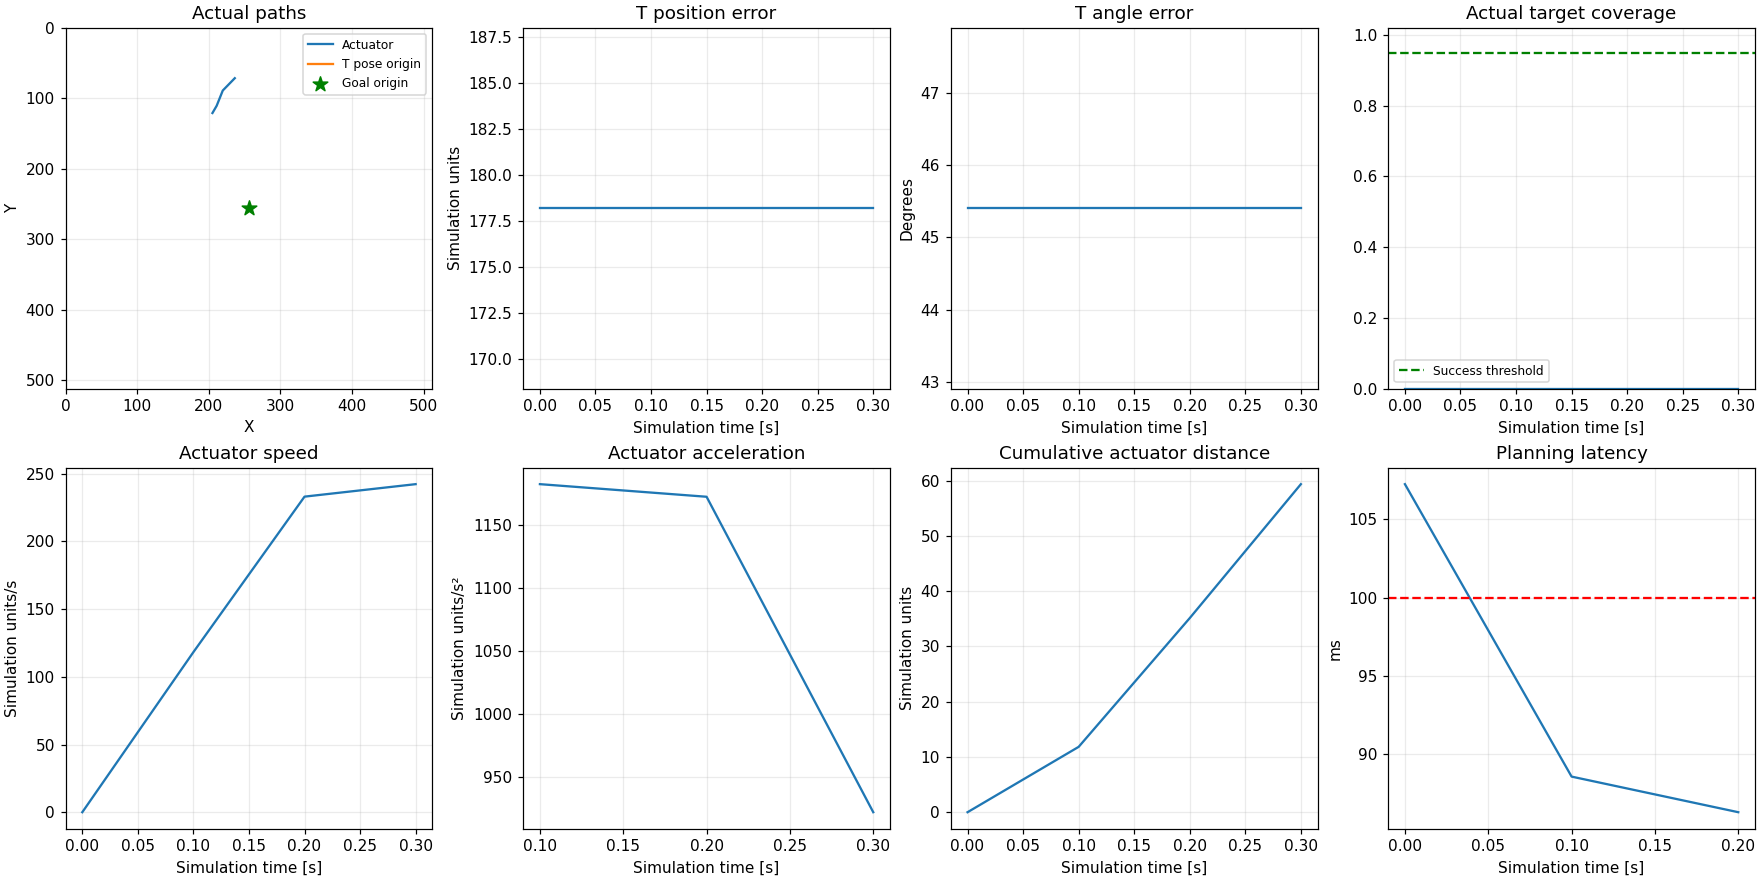 Actual paths
0
100
200
300
400
500
Y
0 100 200 300 400 500
X
Actuator
T pose origin
Goal origin
T position error
187.5
185.0
182.5
180.0
177.5
175.0
172.5
170.0
Simulation units
0.00 0.05 0.10 0.15 0.20 0.25 0.30
Simulation time [s]
T angle error
47
46
45
44
43
Degrees
0.00 0.05 0.10 0.15 0.20 0.25 0.30
Simulation time [s]
Actual target coverage
1.0
0.8
0.6
0.4
0.2
0.0
Success threshold
0.00 0.05 0.10 0.15 0.20 0.25 0.30
Simulation time [s]
Actuator speed
250
200
150
100
50
0
Simulation units/s
0.00 0.05 0.10 0.15 0.20 0.25 0.30
Simulation time [s]
Actuator acceleration
1150
1100
1050
1000
950
Simulation units/s²
0.10 0.15 0.20 0.25 0.30
Simulation time [s]
Cumulative actuator distance
60
50
40
30
20
10
0
Simulation units
0.00 0.05 0.10 0.15 0.20 0.25 0.30
Simulation time [s]
Planning latency
105
100
95
90
ms
0.00 0.05 0.10 0.15 0.20
Simulation time [s]